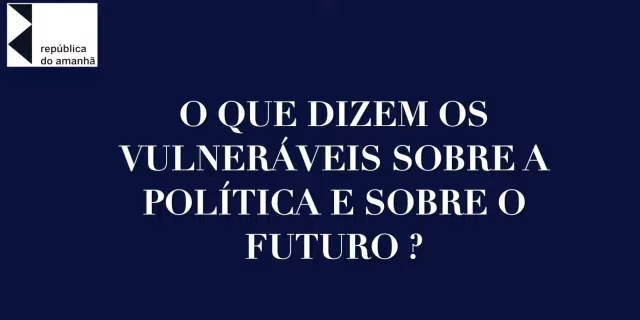 república
do amanhã
O QUE DIZEM OS
VULNERÁVEIS SOBRE A
POLÍTICA E SOBRE O
FUTURO ?